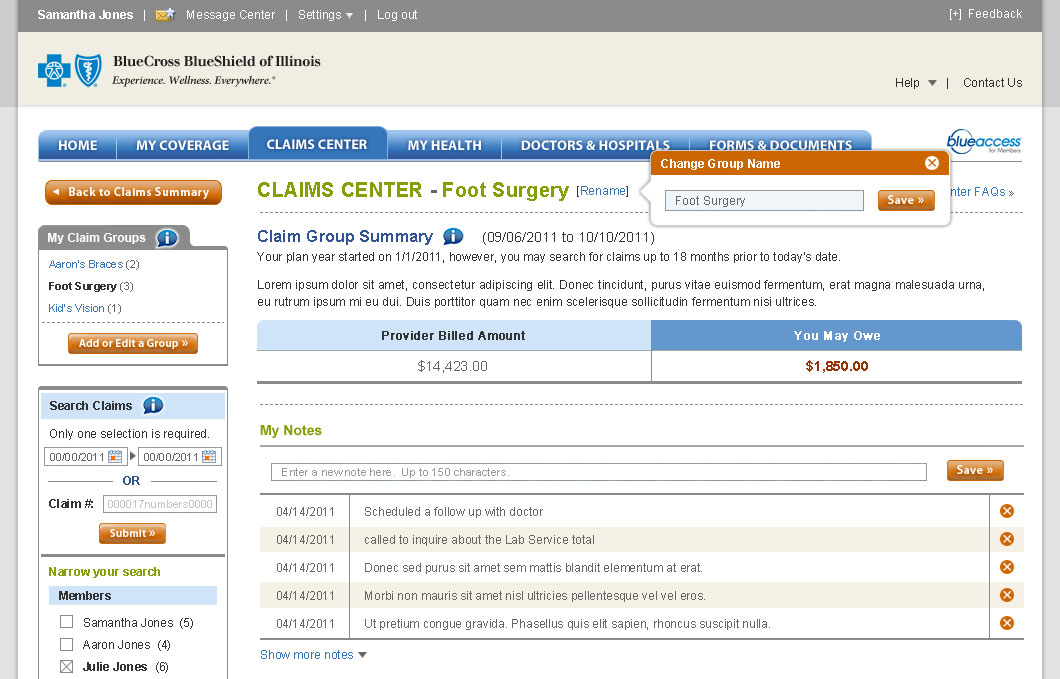 Samantha Jones | Message Center | Settings | Log out
[+] Feedback
BlueCross BlueShield of Illinois
Experience. Wellness. Everywhere.®
Help | Contact Us
HOME
MY COVERAGE
CLAIMS CENTER
MY HEALTH
DOCTORS & HOSPITALS
FORMS & DOCUMENTS
blueaccess
for Members
Back to Claims Summary
CLAIMS CENTER - Foot Surgery [Rename]
Change Group Name
Foot Surgery
Save »
nter FAQs »
My Claim Groups
Aaron's Braces (2)
Foot Surgery (3)
Kid's Vision (1)
Add or Edit a Group »
Claim Group Summary (09/06/2011 to 10/10/2011)
Your plan year started on 1/1/2011, however, you may search for claims up to 18 months prior to today's date.
Lorem ipsum dolor sit amet, consectetur adipiscing elit. Donec tincidunt, purus vitae euismod fermentum, erat magna malesuada urna,
eu rutrum ipsum mi eu dui. Duis porttitor quam nec enim scelerisque sollicitudin fermentum nisi ultrices.
Provider Billed Amount
You May Owe
$14,423.00
$1,850.00
Search Claims
Only one selection is required.
00/00/2011
00/00/2011
OR
Claim #: 000017numbers0000
Submit »
Narrow your search
Members
Samantha Jones (5)
Aaron Jones (4)
Julie Jones (6)
My Notes
Enter a new note here. Up to 150 characters.
Save »
04/14/2011 Scheduled a follow up with doctor
04/14/2011 called to inquire about the Lab Service total
04/14/2011 Donec sed purus sit amet sem mattis blandit elementum at erat.
04/14/2011 Morbi non mauris sit amet nisl ultricies pellentesque vel vel eros.
04/14/2011 Ut pretium congue gravida. Phasellus quis elit sapien, rhoncus suscipit nulla.
Show more notes